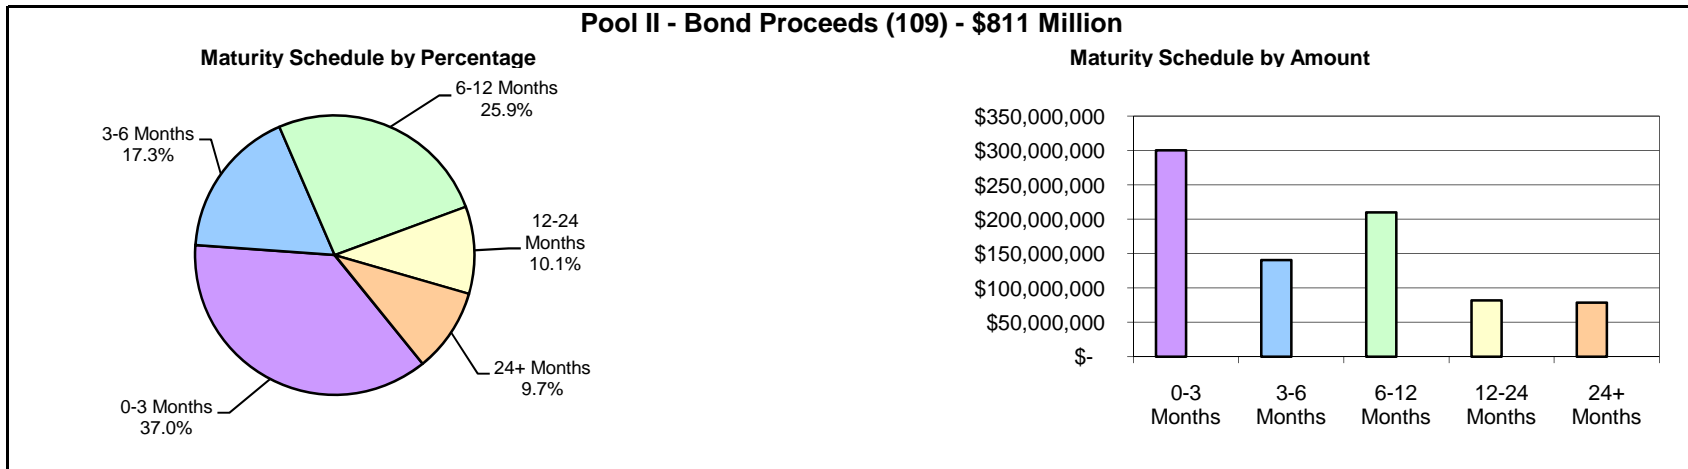 Pool II - Bond Proceeds (109) - $811 Million
Maturity Schedule by Percentage
6-12 Months
25.9%
3-6 Months
17.3%
12-24
Months
10.1%
24+ Months
9.7%
0-3 Months
37.0%
Maturity Schedule by Amount
$350,000,000
$300,000,000
$250,000,000
$200,000,000
$150,000,000
$100,000,000
$50,000,000
$-
0-3
Months
3-6
Months
6-12
Months
12-24
Months
24+
Months